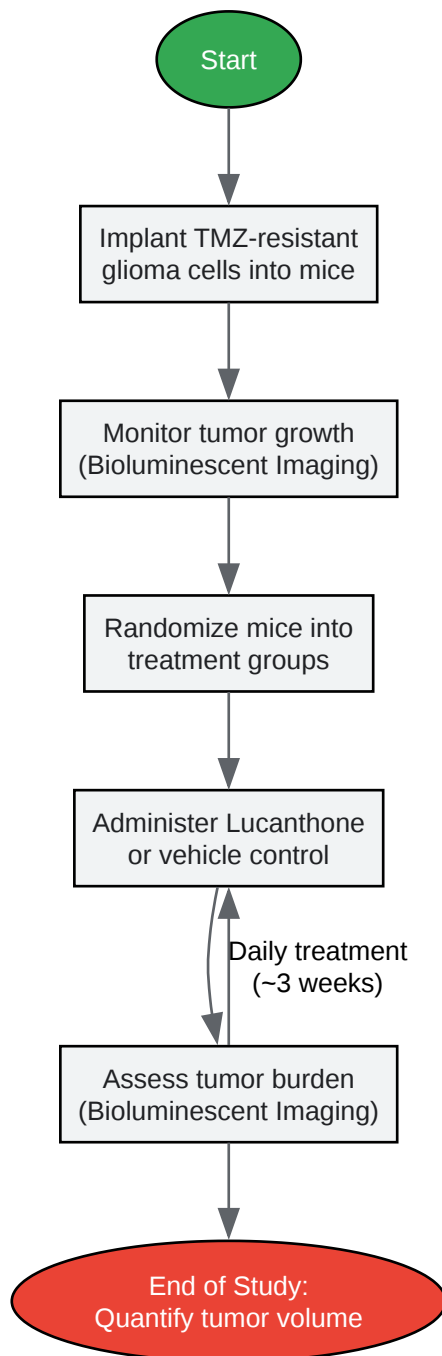 Start
Implant TMZ-resistant
glioma cells into mice
Monitor tumor growth
(Bioluminescent Imaging)
Randomize mice into
treatment groups
Administer Lucanthone
or vehicle control
Daily treatment
(~3 weeks)
Assess tumor burden
(Bioluminescent Imaging)
End of Study:
Quantify tumor volume